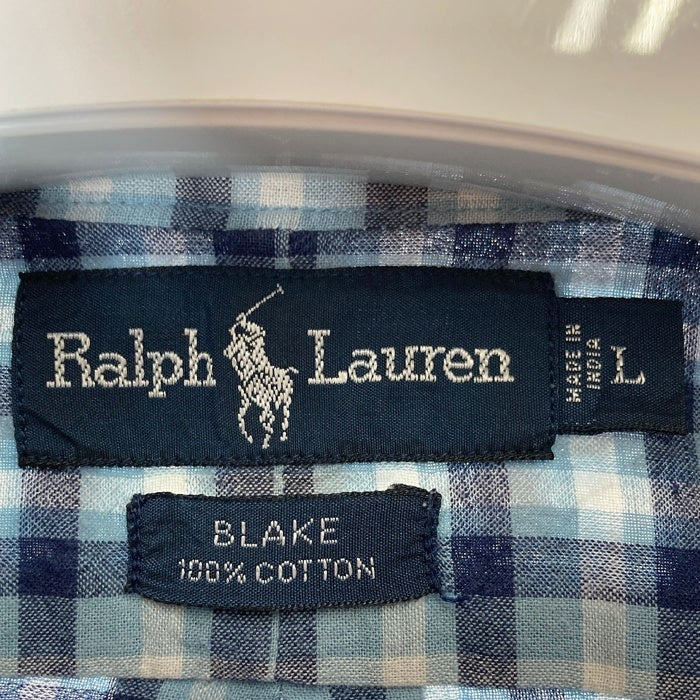 Ralph Lauren
MADE IN
INDIA
L
BLAKE
100% COTTON